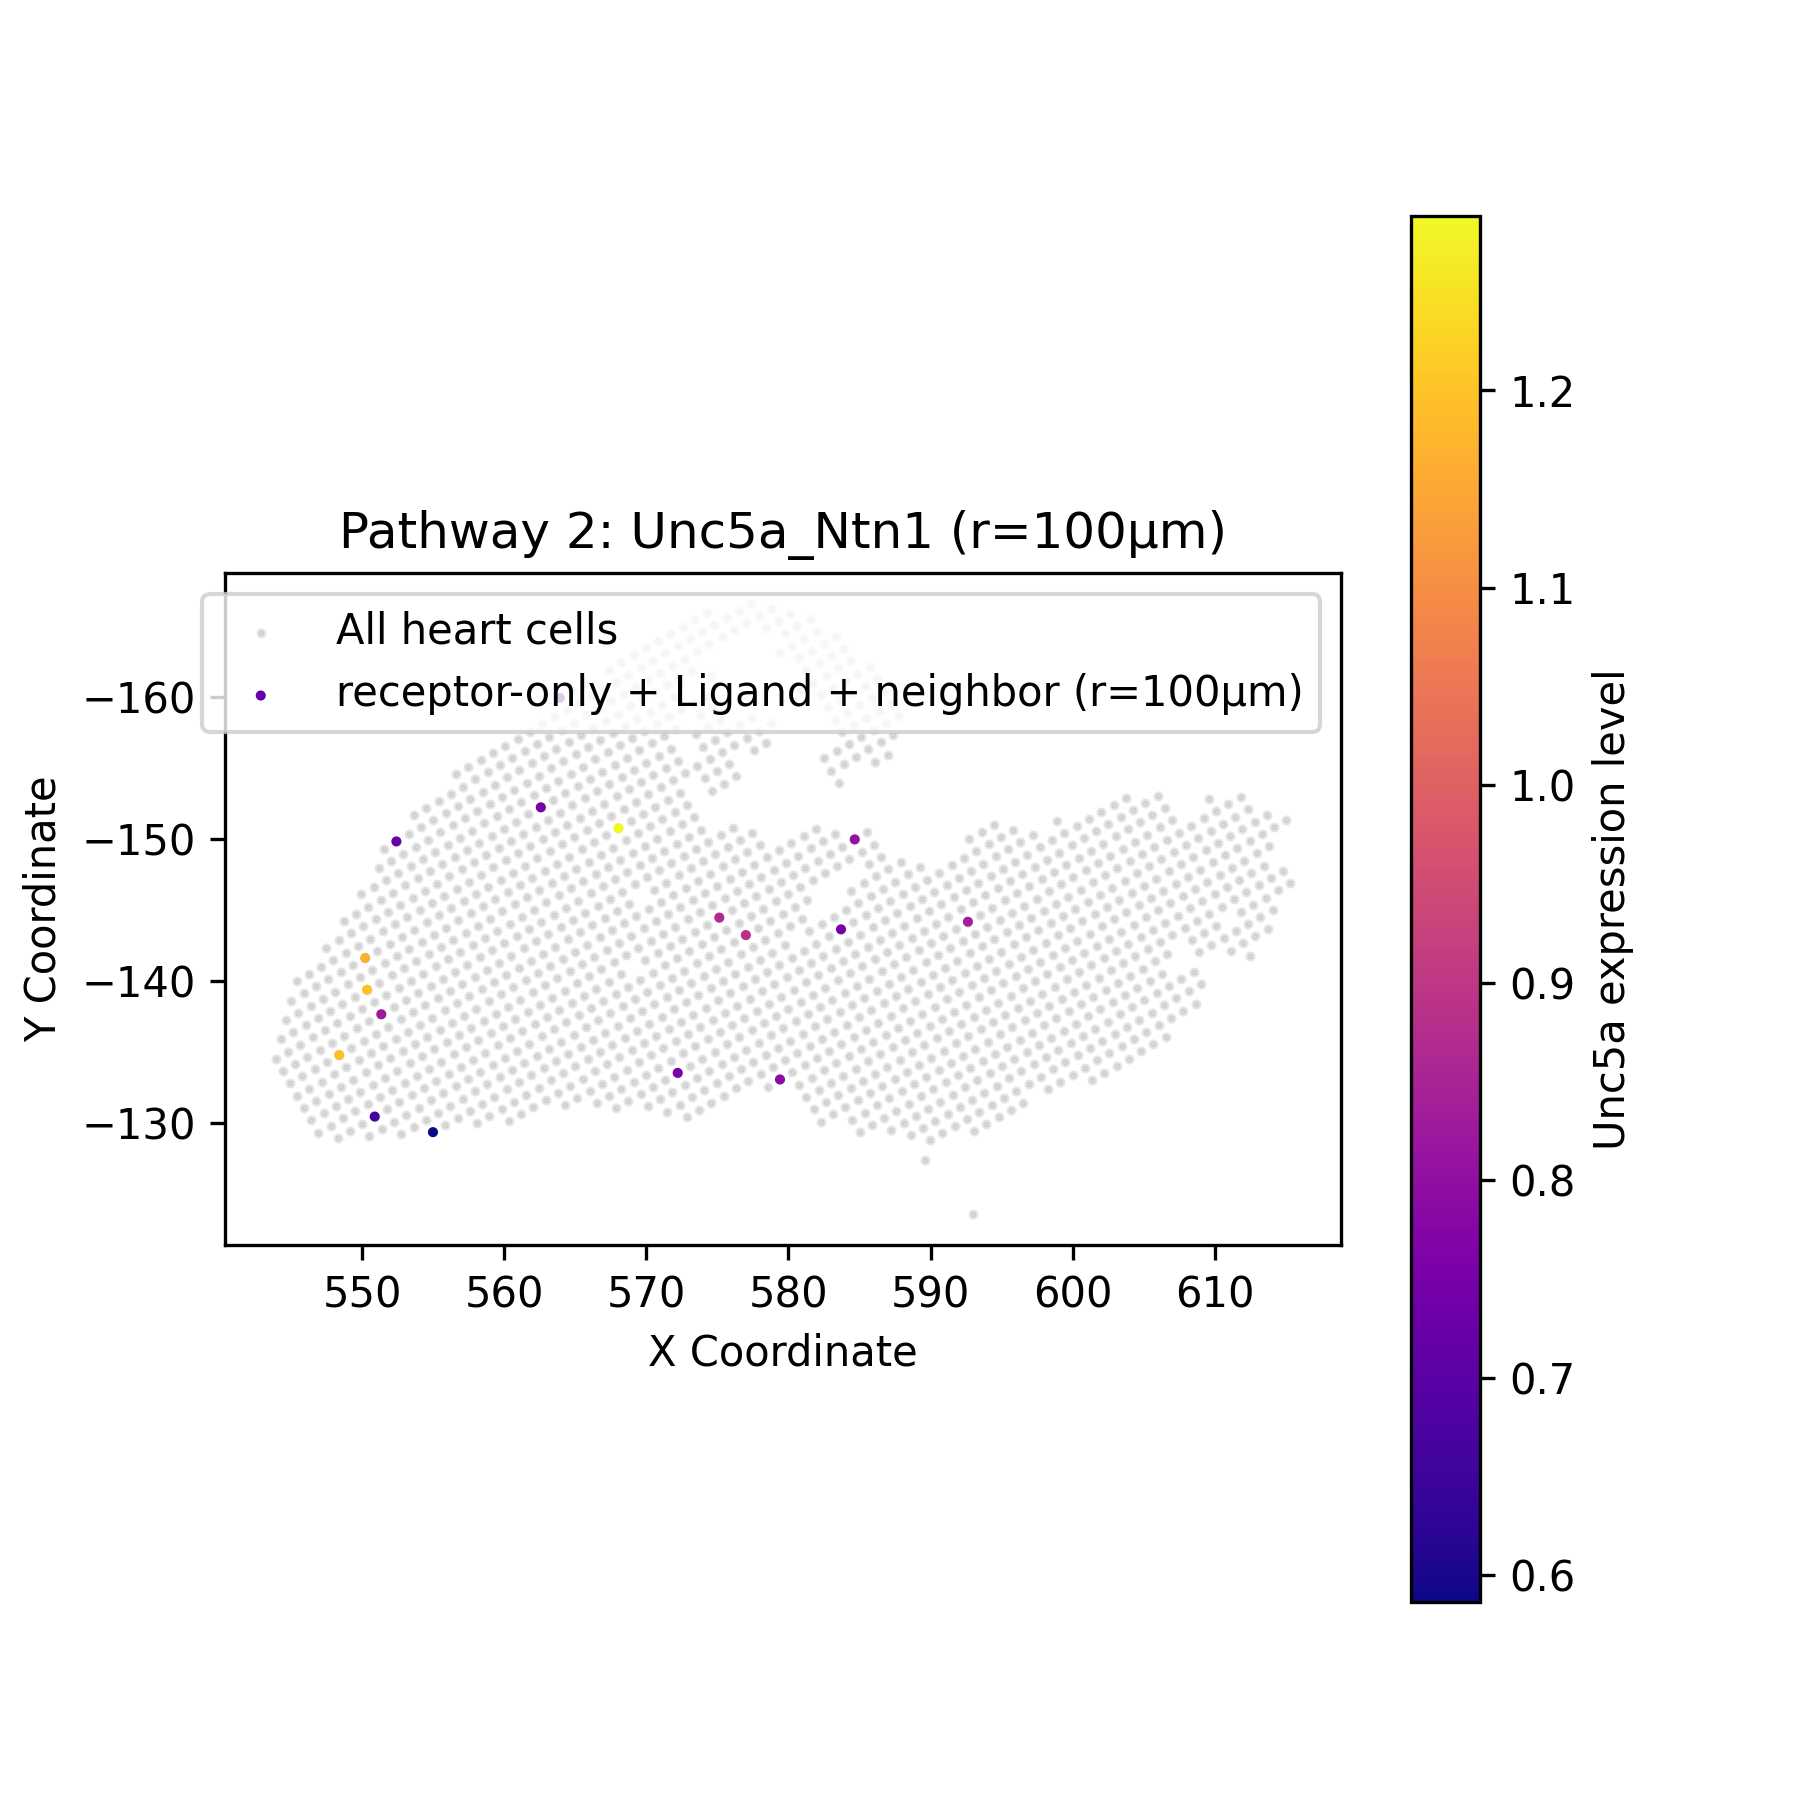 Pathway 2: Unc5a_Ntn1 (r=100μm)
All heart cells
receptor-only + Ligand + neighbor (r=100μm)
−160
−150
−140
−130
Y Coordinate
550 560 570 580 590 600 610
X Coordinate
1.2
1.1
1.0
0.9
0.8
0.7
0.6
Unc5a expression level